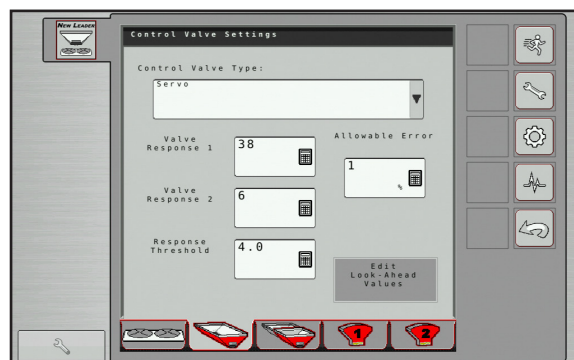 NEW LEADER
Control Valve Settings
Control Valve Type:
Servo
Valve Response 1
38
Allowable Error
1
%
Valve Response 2
6
Response Threshold
4.0
Edit
Look-Ahead
Values
1
2